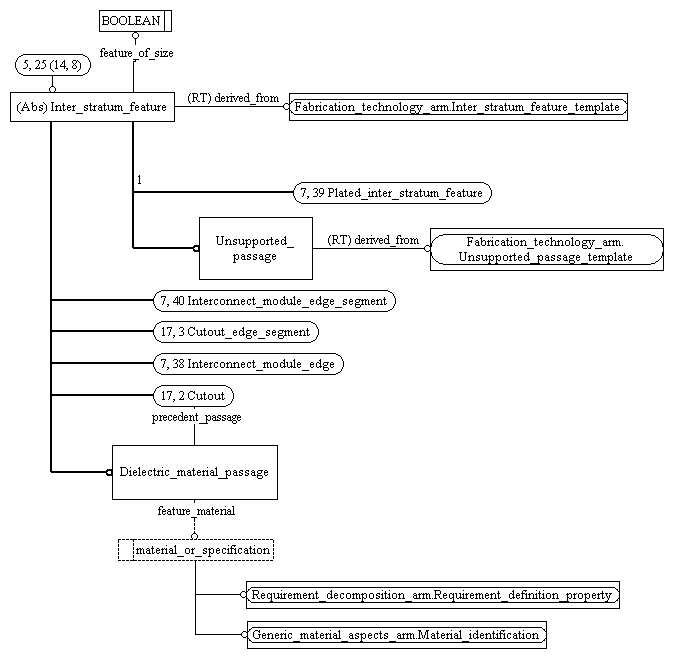 BOOLEAN
feature_of_size
5, 25 (14, 8)
(Abs) Inter_stratum_feature
(RT) derived_from
Fabrication_technology_arm.Inter_stratum_feature_template
1
7, 39 Plated_inter_stratum_feature
Unsupported_
passage
(RT) derived_from
Fabrication_technology_arm.
Unsupported_passage_template
7, 40 Interconnect_module_edge_segment
17, 3 Cutout_edge_segment
7, 38 Interconnect_module_edge
17, 2 Cutout
precedent_passage
Dielectric_material_passage
feature_material
material_or_specification
Requirement_decomposition_arm.Requirement_definition_property
Generic_material_aspects_arm.Material_identification